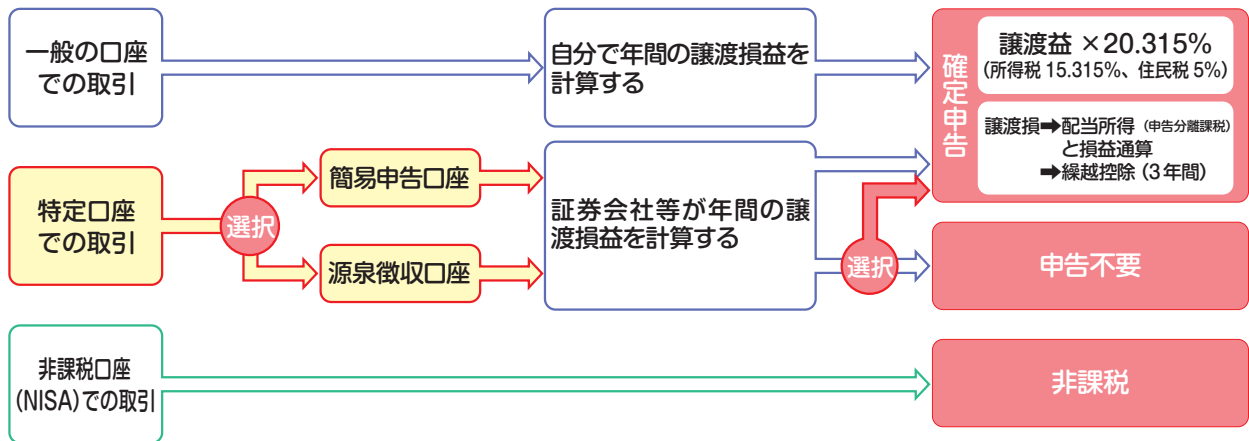 一般の口座
での取引
自分で年間の譲渡損益を
計算する
確定申告
譲渡益 ×20.315%
(所得税 15.315%、住民税 5%)
譲渡損➡配当所得 (申告分離課税)
と損益通算
➡繰越控除 (3年間)
特定口座
での取引
選択
簡易申告口座
源泉徴収口座
証券会社等が年間の譲
渡損益を計算する
選択
申告不要
非課税口座
(NISA)での取引
非課税